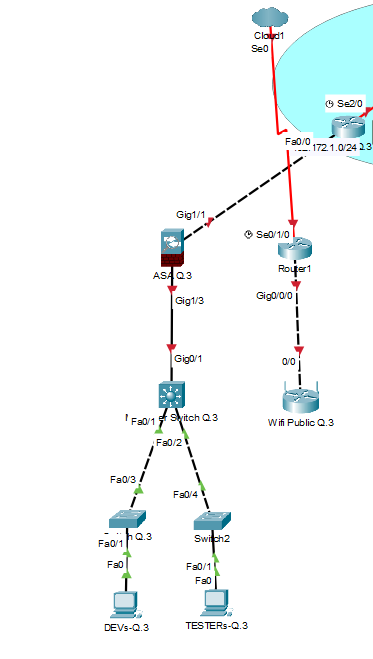 Cloud1
Se0
Se2/0
Fa0/0
172.1.0/24
Gig1/1
Se0/1/0
ASA Q.3
Router1
Gig1/3
Gig0/0/0
Gig0/1
0/0
Switch Q.3
Fa0/1
Wifi Public Q.3
Fa0/2
Fa0/3
Fa0/4
Q.3
Switch2
Fa0/1
Fa0/1
Fa0
Fa0
DEVs-Q.3
TESTERs-Q.3